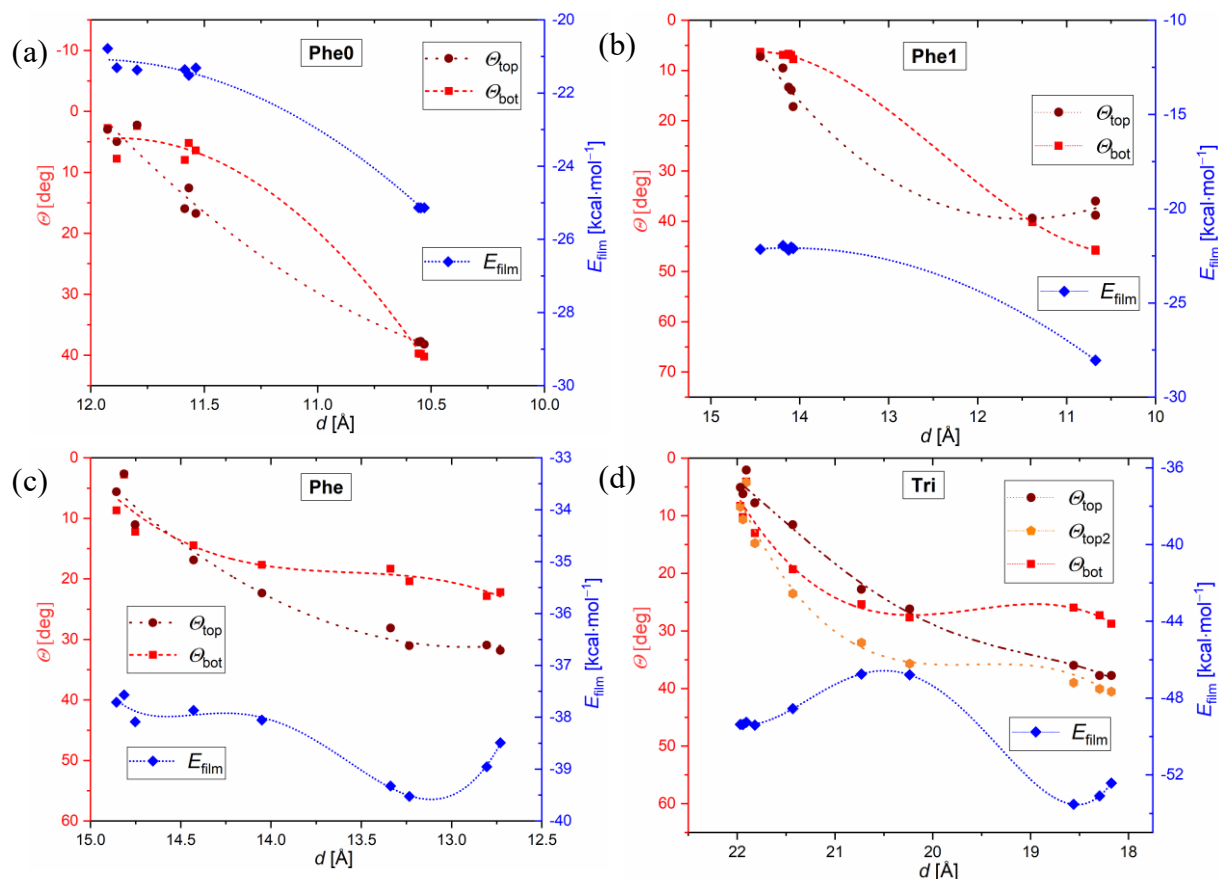 (a)
Phe0
Θtop
Θbot
Efilm
-10
0
10
20
30
40
Θ [deg]
-20
-22
-24
-26
-28
-30
Efilm [kcal·mol⁻¹]
12.0 11.5 11.0 10.5 10.0
d [Å]
(b)
Phe1
Θtop
Θbot
Efilm
0
10
20
30
40
50
60
70
Θ [deg]
-10
-15
-20
-25
-30
Efilm [kcal·mol⁻¹]
15 14 13 12 11 10
d [Å]
(c)
Phe
Θtop
Θbot
Efilm
0
10
20
30
40
50
60
Θ [deg]
-33
-34
-35
-36
-37
-38
-39
-40
Efilm [kcal·mol⁻¹]
15.0 14.5 14.0 13.5 13.0 12.5
d [Å]
(d)
Tri
Θtop
Θtop2
Θbot
Efilm
0
10
20
30
40
50
60
Θ [deg]
-36
-40
-44
-48
-52
Efilm [kcal·mol⁻¹]
22 21 20 19 18
d [Å]